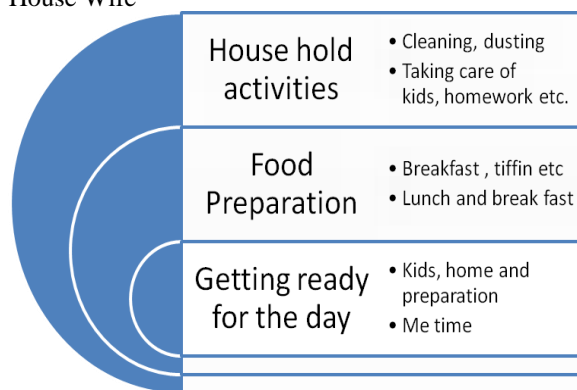 House Wife
House hold
activities
• Cleaning, dusting
• Taking care of
kids, homework etc.
Food
Preparation
• Breakfast , tiffin etc
• Lunch and break fast
Getting ready
for the day
• Kids, home and
preparation
• Me time